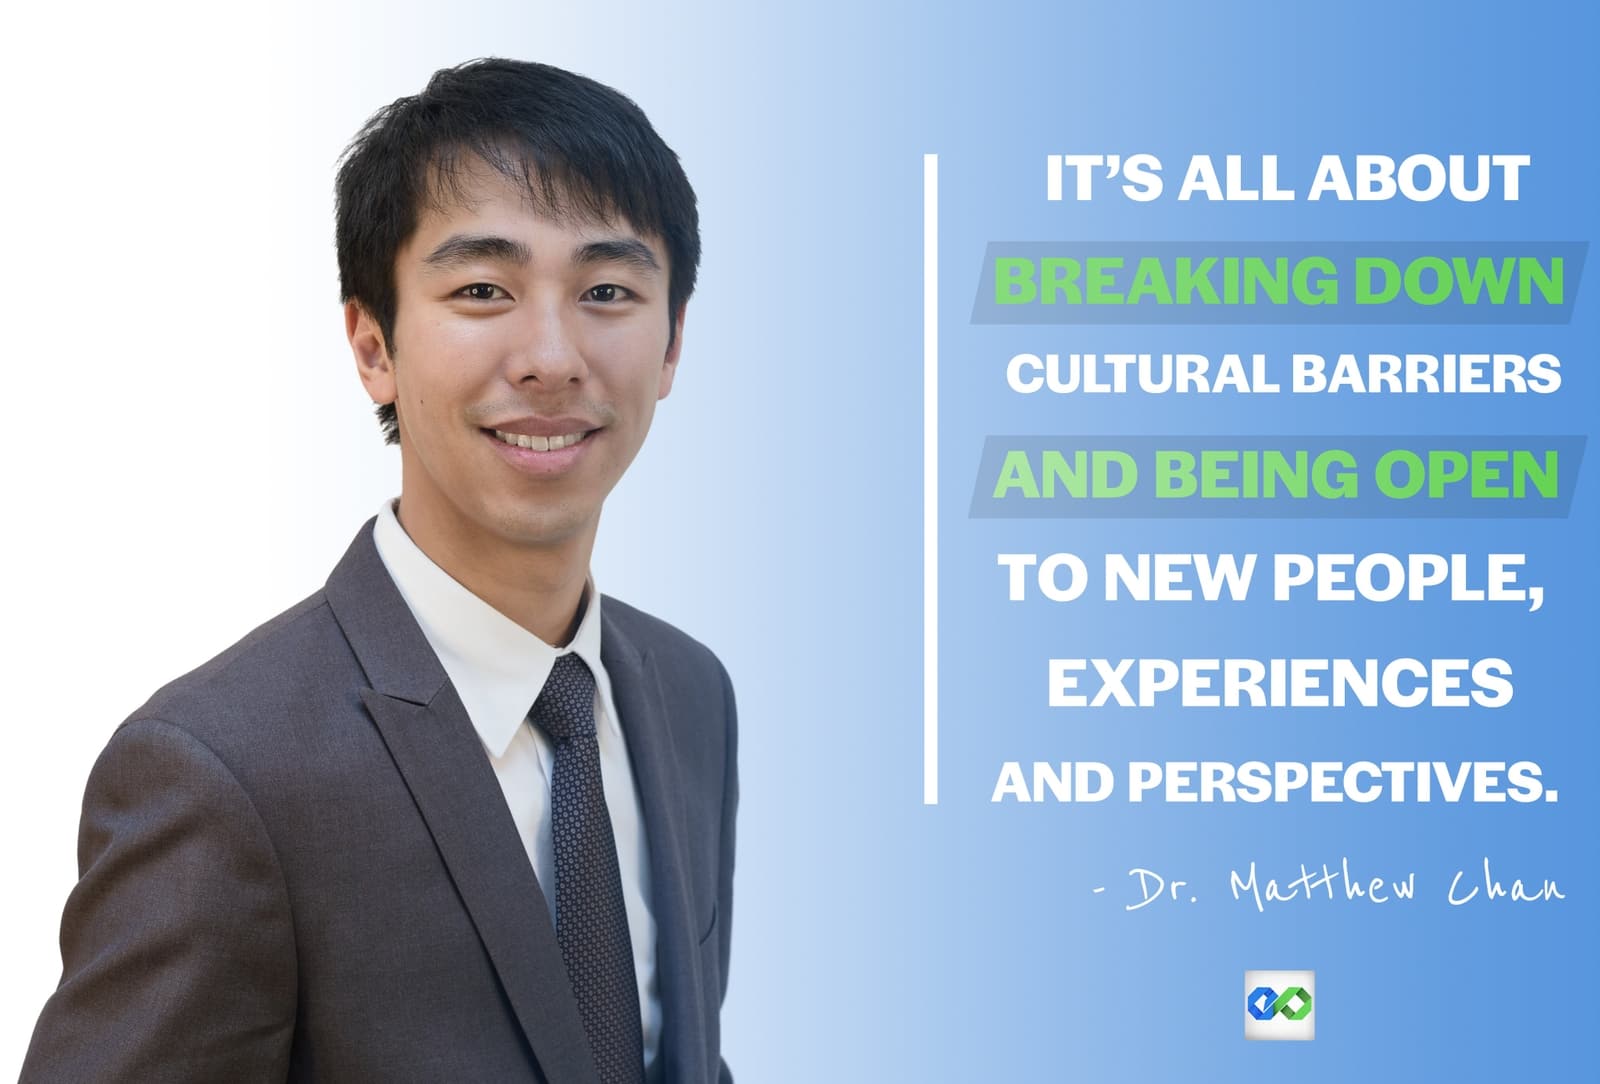 IT’S ALL ABOUT
BREAKING DOWN
CULTURAL BARRIERS
AND BEING OPEN
TO NEW PEOPLE,
EXPERIENCES
AND PERSPECTIVES.
- Dr. Matthew Chan